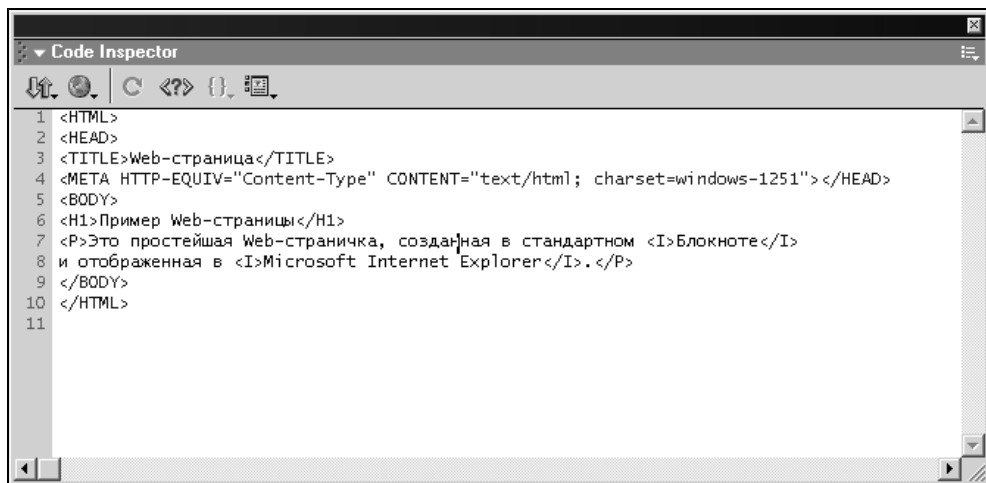 Code Inspector
1 <HTML>
2 <HEAD>
3 <TITLE>Web-страница</TITLE>
4 <META HTTP-EQUIV="Content-Type" CONTENT="text/html; charset=windows-1251"></HEAD>
5 <BODY>
6 <H1>Пример Web-страницы</H1>
7 <P>Это простейшая Web-страничка, созданная в стандартном <I>Блокноте</I>
8 и отображенная в <I>Microsoft Internet Explorer</I>.</P>
9 </BODY>
10 </HTML>
11